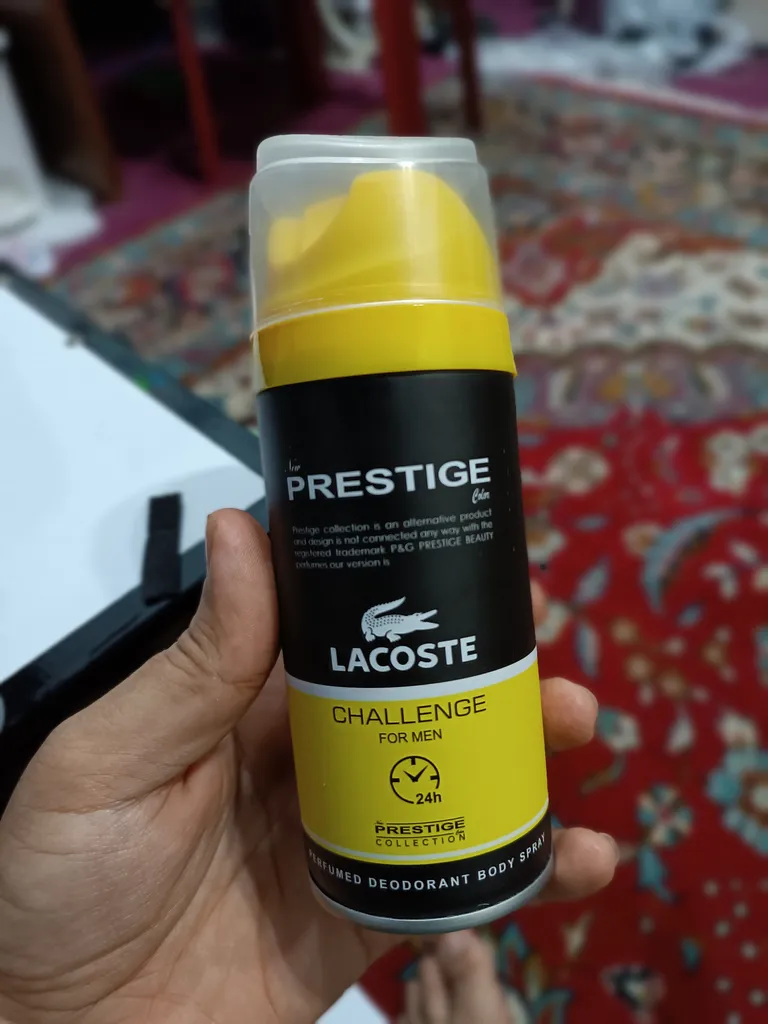 New
PRESTIGE
Color
Prestige collection is an alternative product
and design is not connected any way with the
registered trademark P&G PRESTIGE BEAUTY
perfumes our version is
LACOSTE
CHALLENGE
FOR MEN
24h
PRESTIGE
COLLECTION
PERFUMED DEODORANT BODY SPRAY